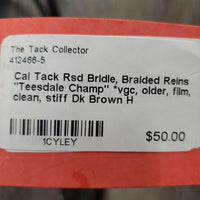 The Tack Collector
412468-5
Cal Tack Rsd Bridle, Braided Reins
"Teesdale Champ" *vgc, older, film,
clean, stiff Dk Brown H
1CYLEY
$50.00